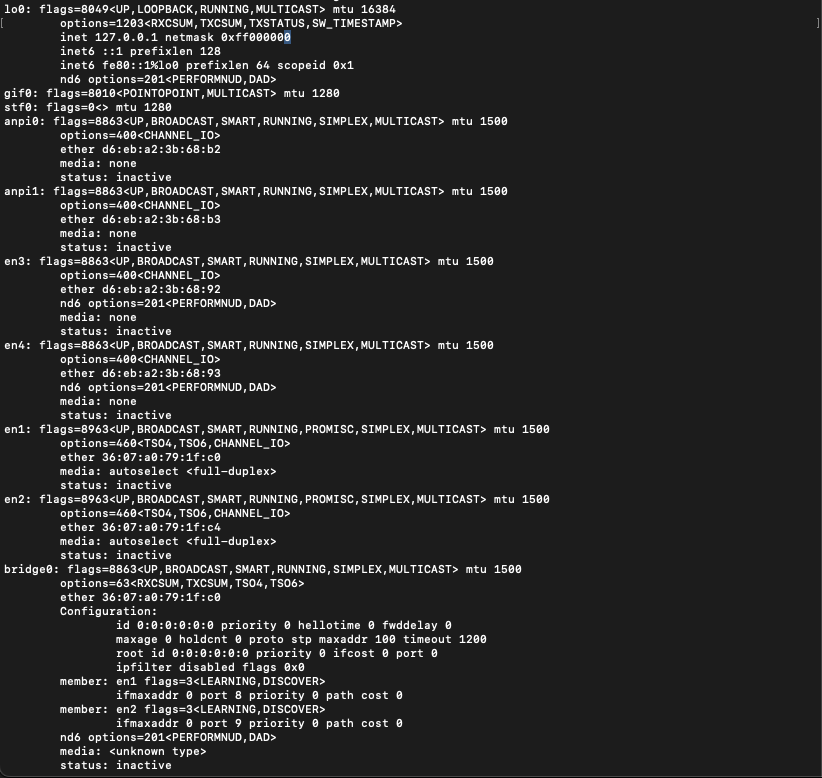 lo0: flags=8049<UP,LOOPBACK,RUNNING,MULTICAST> mtu 16384
[ options=1203<RXCSUM,TXCSUM,TXSTATUS,SW_TIMESTAMP> ]
inet 127.0.0.1 netmask 0xff000000
inet6 ::1 prefixlen 128
inet6 fe80::1%lo0 prefixlen 64 scopeid 0x1
nd6 options=201<PERFORMNUD,DAD>
gif0: flags=8010<POINTOPOINT,MULTICAST> mtu 1280
stf0: flags=0<> mtu 1280
anpi0: flags=8863<UP,BROADCAST,SMART,RUNNING,SIMPLEX,MULTICAST> mtu 1500
options=400<CHANNEL_IO>
ether d6:eb:a2:3b:68:b2
media: none
status: inactive
anpi1: flags=8863<UP,BROADCAST,SMART,RUNNING,SIMPLEX,MULTICAST> mtu 1500
options=400<CHANNEL_IO>
ether d6:eb:a2:3b:68:b3
media: none
status: inactive
en3: flags=8863<UP,BROADCAST,SMART,RUNNING,SIMPLEX,MULTICAST> mtu 1500
options=400<CHANNEL_IO>
ether d6:eb:a2:3b:68:92
nd6 options=201<PERFORMNUD,DAD>
media: none
status: inactive
en4: flags=8863<UP,BROADCAST,SMART,RUNNING,SIMPLEX,MULTICAST> mtu 1500
options=400<CHANNEL_IO>
ether d6:eb:a2:3b:68:93
nd6 options=201<PERFORMNUD,DAD>
media: none
status: inactive
en1: flags=8963<UP,BROADCAST,SMART,RUNNING,PROMISC,SIMPLEX,MULTICAST> mtu 1500
options=460<TSO4,TSO6,CHANNEL_IO>
ether 36:07:a0:79:1f:c0
media: autoselect <full-duplex>
status: inactive
en2: flags=8963<UP,BROADCAST,SMART,RUNNING,PROMISC,SIMPLEX,MULTICAST> mtu 1500
options=460<TSO4,TSO6,CHANNEL_IO>
ether 36:07:a0:79:1f:c4
media: autoselect <full-duplex>
status: inactive
bridge0: flags=8863<UP,BROADCAST,SMART,RUNNING,SIMPLEX,MULTICAST> mtu 1500
options=63<RXCSUM,TXCSUM,TSO4,TSO6>
ether 36:07:a0:79:1f:c0
Configuration:
id 0:0:0:0:0:0 priority 0 hellotime 0 fwddelay 0
maxage 0 holdcnt 0 proto stp maxaddr 100 timeout 1200
root id 0:0:0:0:0:0 priority 0 ifcost 0 port 0
ipfilter disabled flags 0x0
member: en1 flags=3<LEARNING,DISCOVER>
ifmaxaddr 0 port 8 priority 0 path cost 0
member: en2 flags=3<LEARNING,DISCOVER>
ifmaxaddr 0 port 9 priority 0 path cost 0
nd6 options=201<PERFORMNUD,DAD>
media: <unknown type>
status: inactive